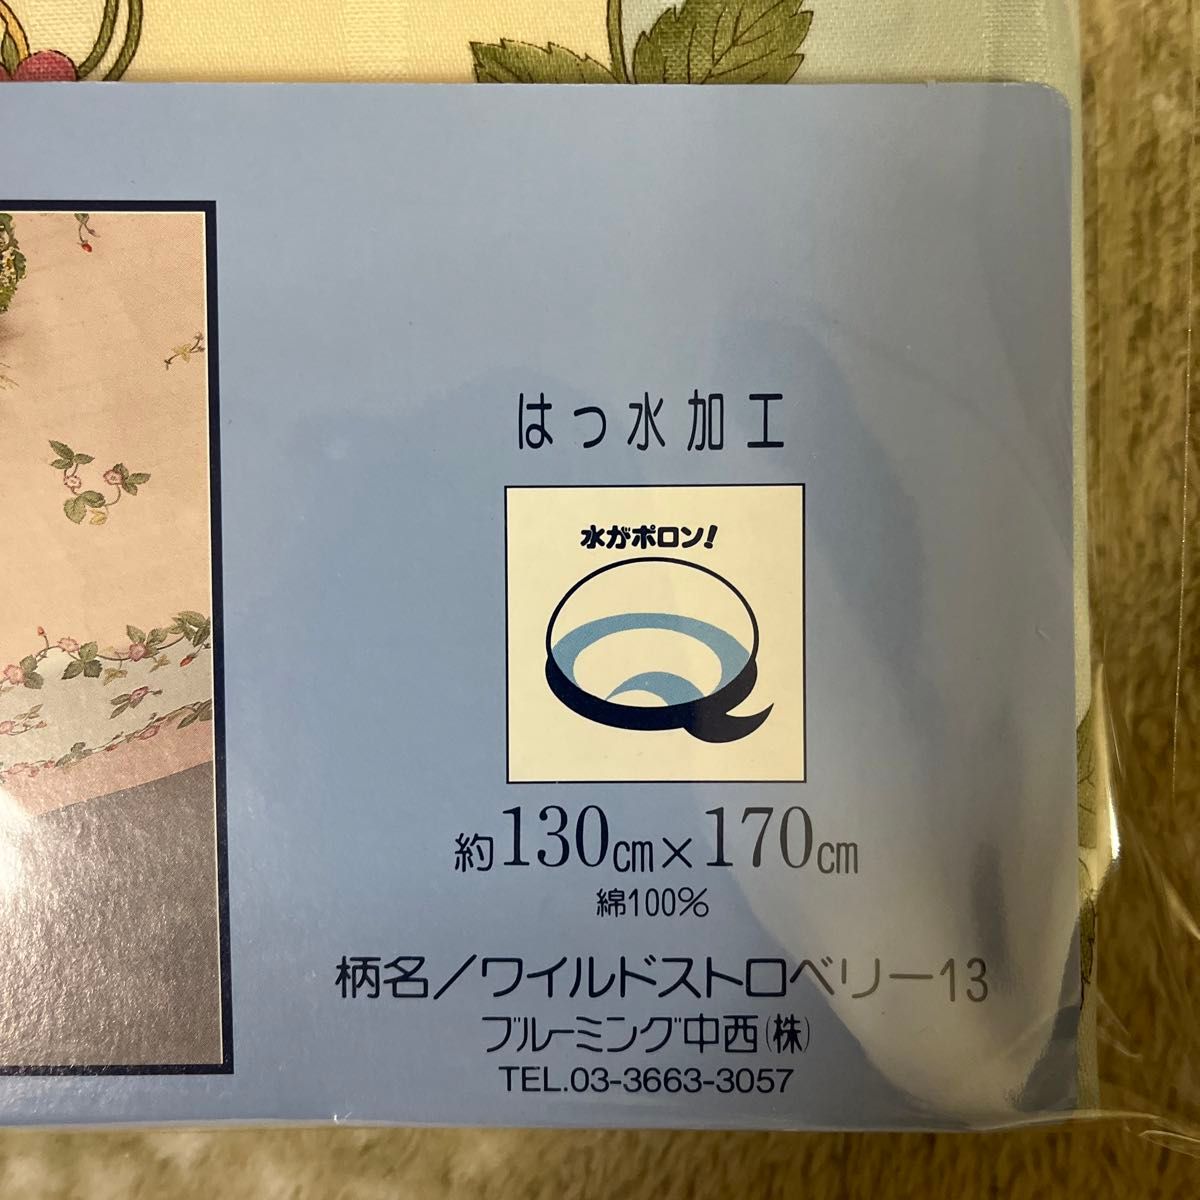 はっ水加工
水がポロン!
約130cm×170cm
綿100%
柄名/ワイルドストロベリー13
ブルーミング中西(株)
TEL.03-3663-3057